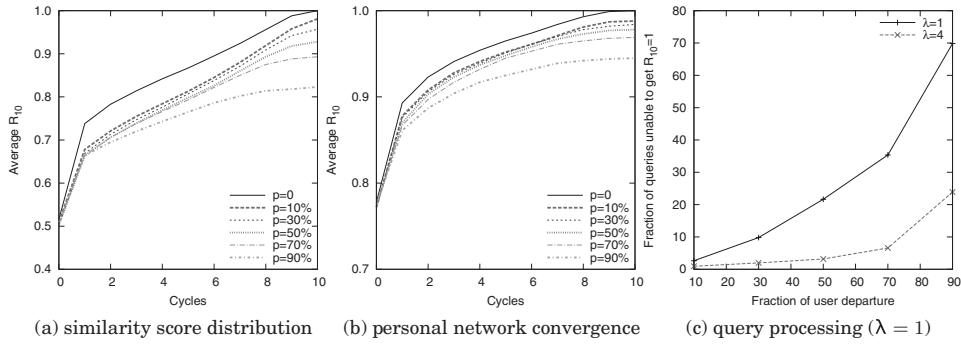 Average R10
1.0
0.9
0.8
0.7
0.6
0.5
0.4
p=0
p=10%
p=30%
p=50%
p=70%
p=90%
0 2 4 6 8 10
Cycles
(a) similarity score distribution
Average R10
1.0
0.9
0.8
0.7
p=0
p=10%
p=30%
p=50%
p=70%
p=90%
0 2 4 6 8 10
Cycles
(b) personal network convergence
Fraction of queries unable to get R10=1
80
70
60
50
40
30
20
10
0
λ=1
λ=4
10 20 30 40 50 60 70 80 90
Fraction of user departure
(c) query processing (λ = 1)